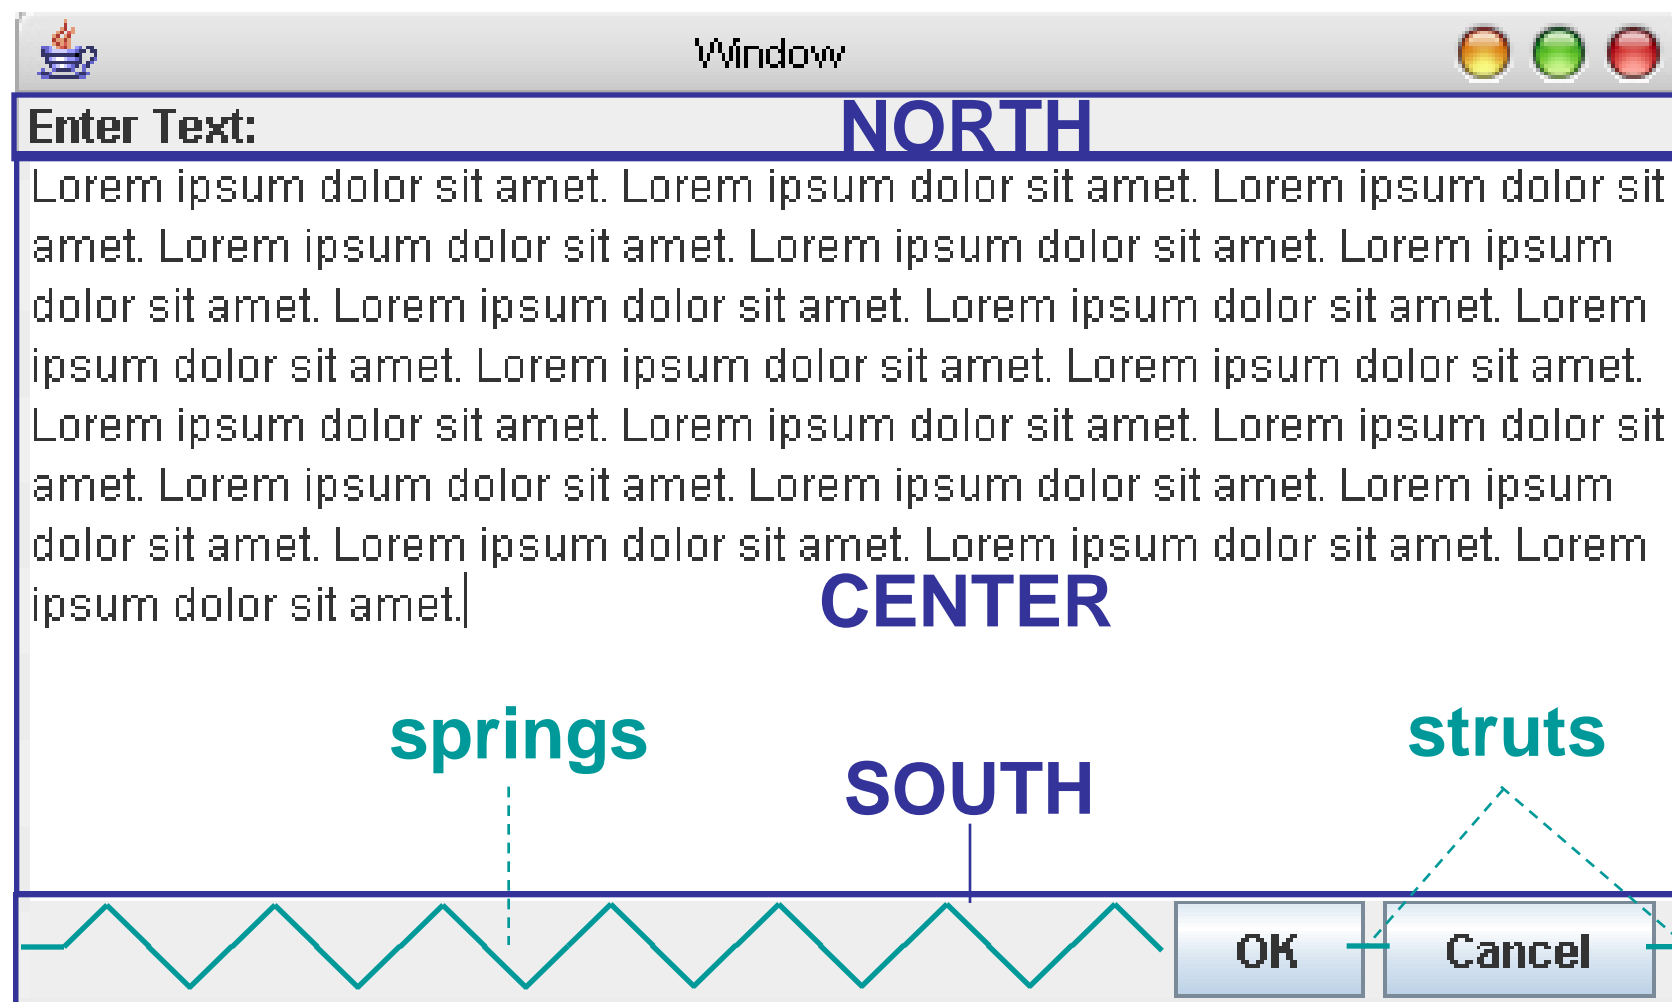 Window
Enter Text:
NORTH
Lorem ipsum dolor sit amet. Lorem ipsum dolor sit amet. Lorem ipsum dolor sit
amet. Lorem ipsum dolor sit amet. Lorem ipsum dolor sit amet. Lorem ipsum
dolor sit amet. Lorem ipsum dolor sit amet. Lorem ipsum dolor sit amet. Lorem
ipsum dolor sit amet. Lorem ipsum dolor sit amet. Lorem ipsum dolor sit amet.
Lorem ipsum dolor sit amet. Lorem ipsum dolor sit amet. Lorem ipsum dolor sit
amet. Lorem ipsum dolor sit amet. Lorem ipsum dolor sit amet. Lorem ipsum
dolor sit amet. Lorem ipsum dolor sit amet. Lorem ipsum dolor sit amet. Lorem
ipsum dolor sit amet.
CENTER
springs
struts
SOUTH
OK
Cancel